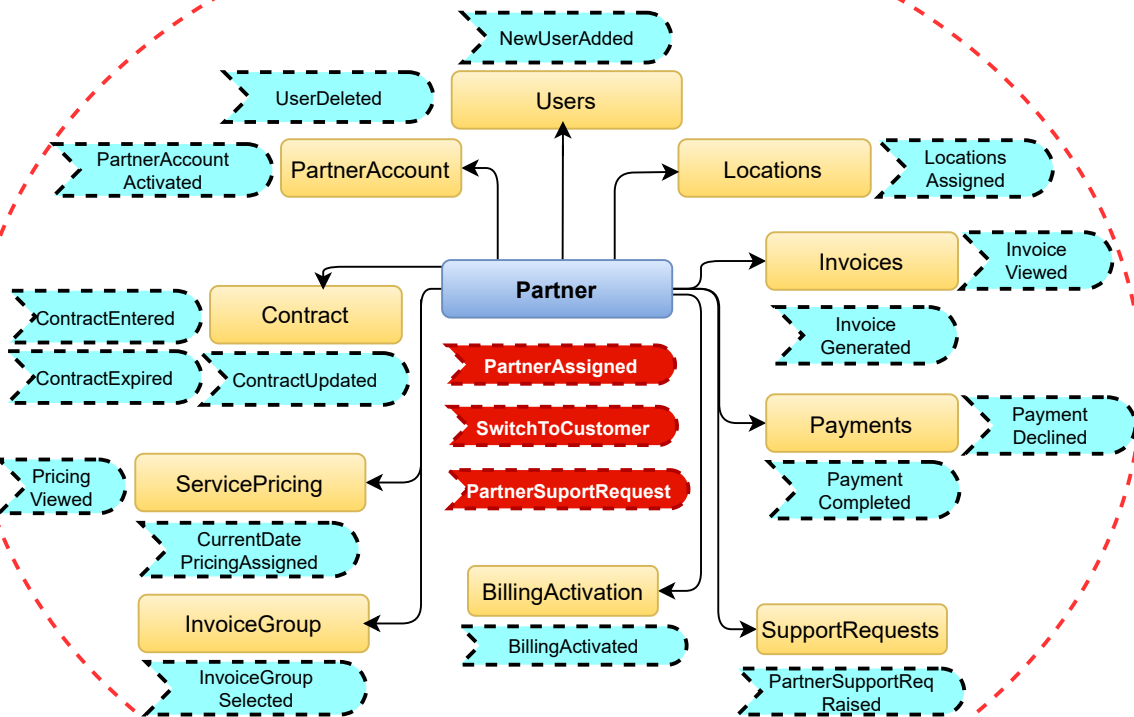 NewUserAdded
UserDeleted
Users
PartnerAccount
Activated
PartnerAccount
Locations
Locations
Assigned
Invoices
Invoice
Viewed
Partner
ContractEntered
Contract
Invoice
Generated
ContractExpired
ContractUpdated
PartnerAssigned
SwitchToCustomer
PartnerSuportRequest
Payments
Payment
Declined
Payment
Completed
Pricing
Viewed
ServicePricing
CurrentDate
PricingAssigned
BillingActivation
BillingActivated
InvoiceGroup
InvoiceGroup
Selected
SupportRequests
PartnerSupportReq
Raised